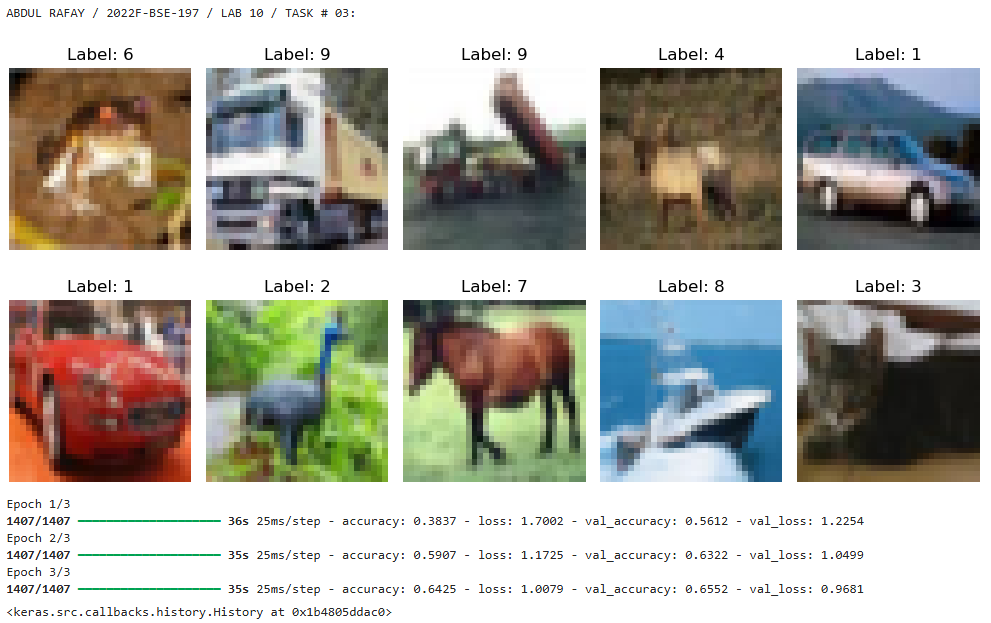 ABDUL RAFAY / 2022F-BSE-197 / LAB 10 / TASK # 03:
Label: 6 Label: 9 Label: 9 Label: 4 Label: 1
Label: 1 Label: 2 Label: 7 Label: 8 Label: 3
Epoch 1/3
1407/1407 36s 25ms/step - accuracy: 0.3837 - loss: 1.7002 - val_accuracy: 0.5612 - val_loss: 1.2254
Epoch 2/3
1407/1407 35s 25ms/step - accuracy: 0.5907 - loss: 1.1725 - val_accuracy: 0.6322 - val_loss: 1.0499
Epoch 3/3
1407/1407 35s 25ms/step - accuracy: 0.6425 - loss: 1.0079 - val_accuracy: 0.6552 - val_loss: 0.9681
<keras.src.callbacks.history.History at 0x1b4805ddac0>